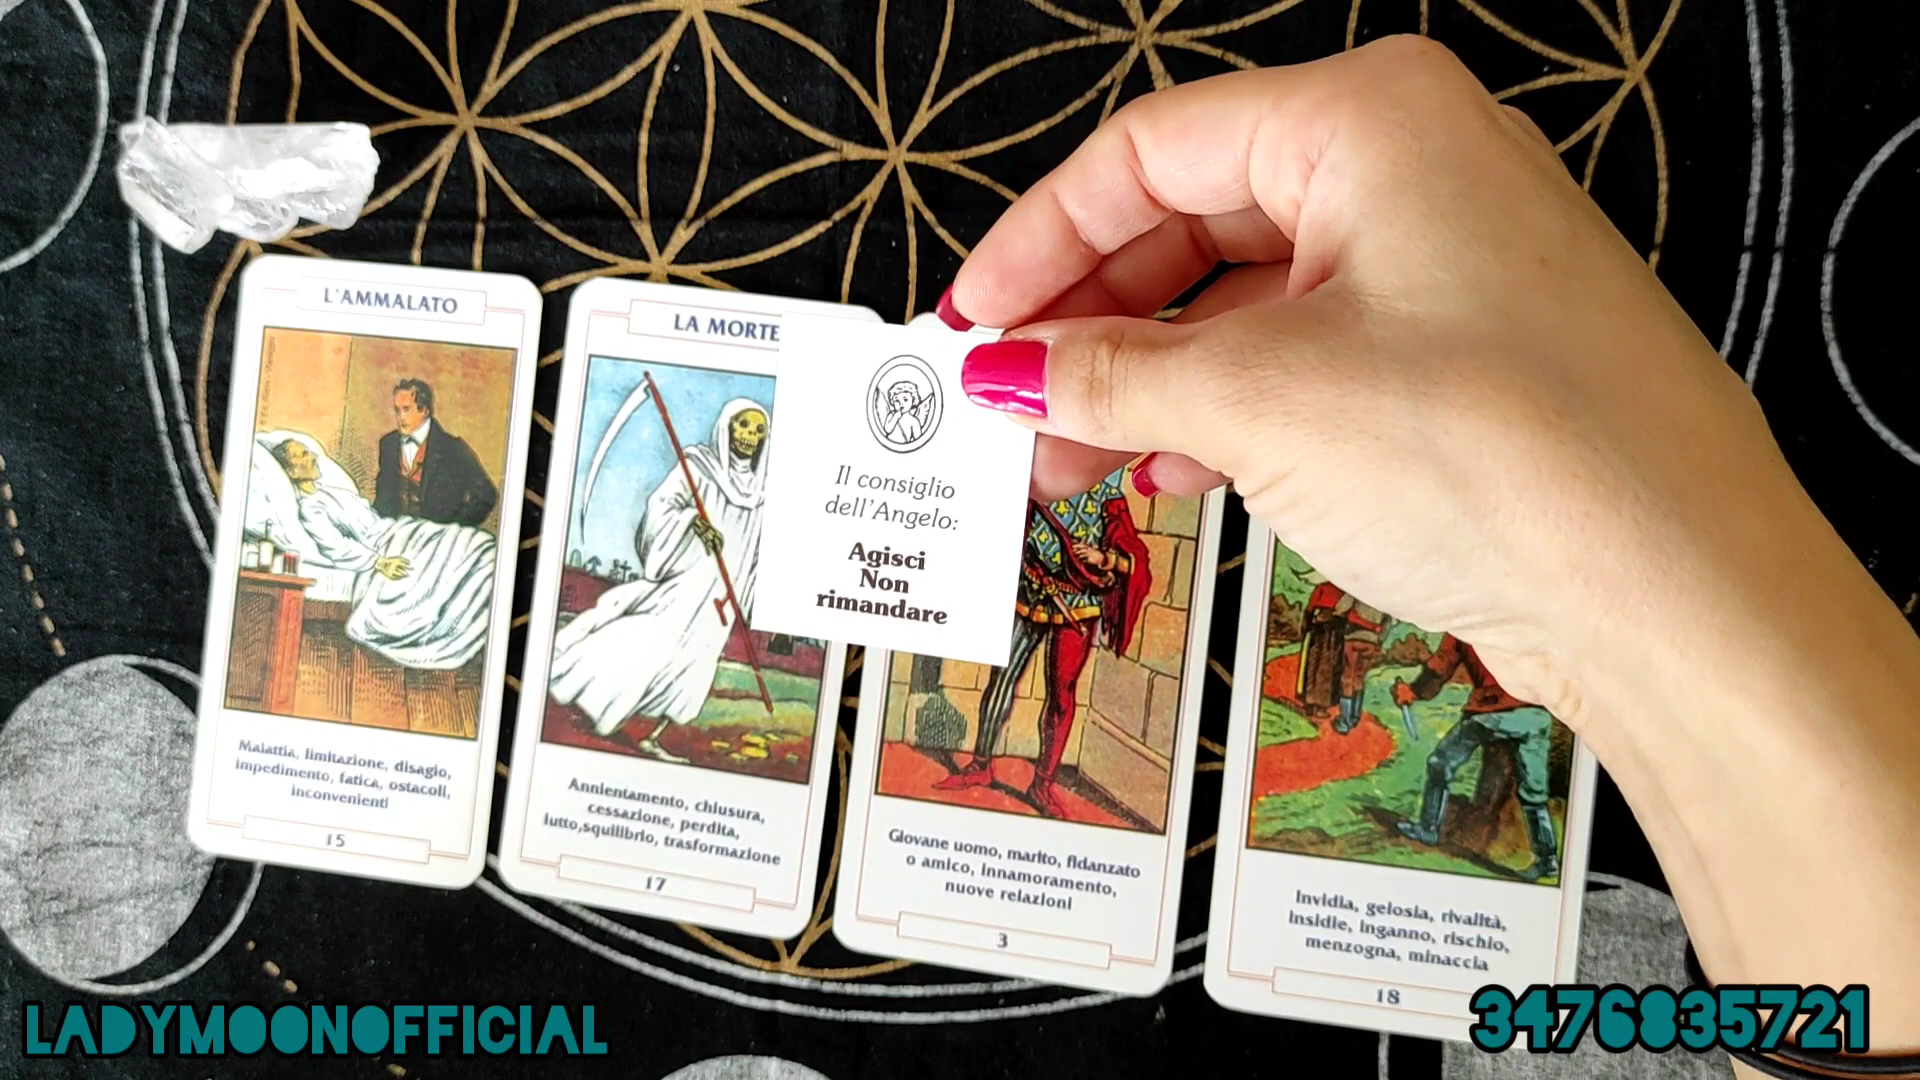 L'AMMALATO
Malattia, limitazione, disagio,
impedimento, fatica, ostacoli,
inconvenienti
15
LA MORTE
Annientamento, chiusura,
cessazione, perdita,
lutto,squilibrio, trasformazione
17
Il consiglio
dell'Angelo:
Agisci
Non
rimandare
Giovane uomo, marito, fidanzato
o amico, innamoramento,
nuove relazioni
3
Invidia, gelosia, rivalità,
insidie, inganno, rischio,
menzogna, minaccia
18
LADYMOONOFFICIAL
3476835721